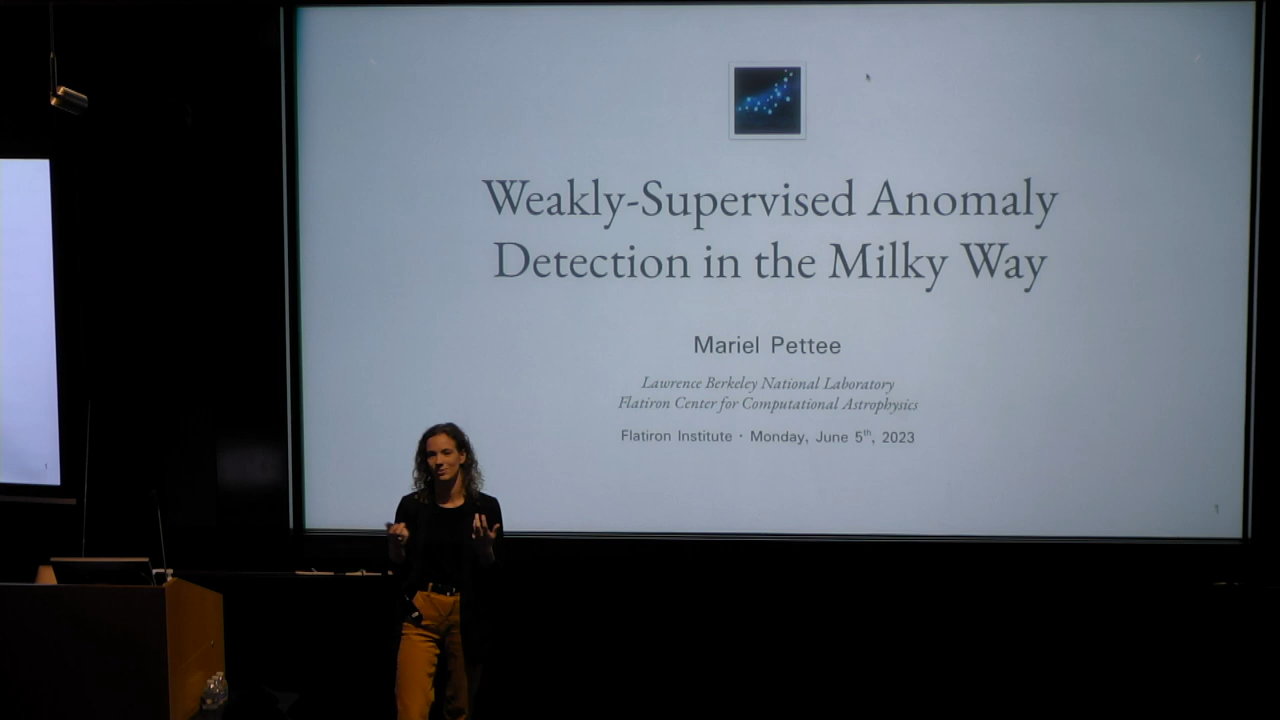 Weakly-Supervised Anomaly
Detection in the Milky Way
Mariel Pettee
Lawrence Berkeley National Laboratory
Flatiron Center for Computational Astrophysics
Flatiron Institute · Monday, June 5th, 2023
1
1